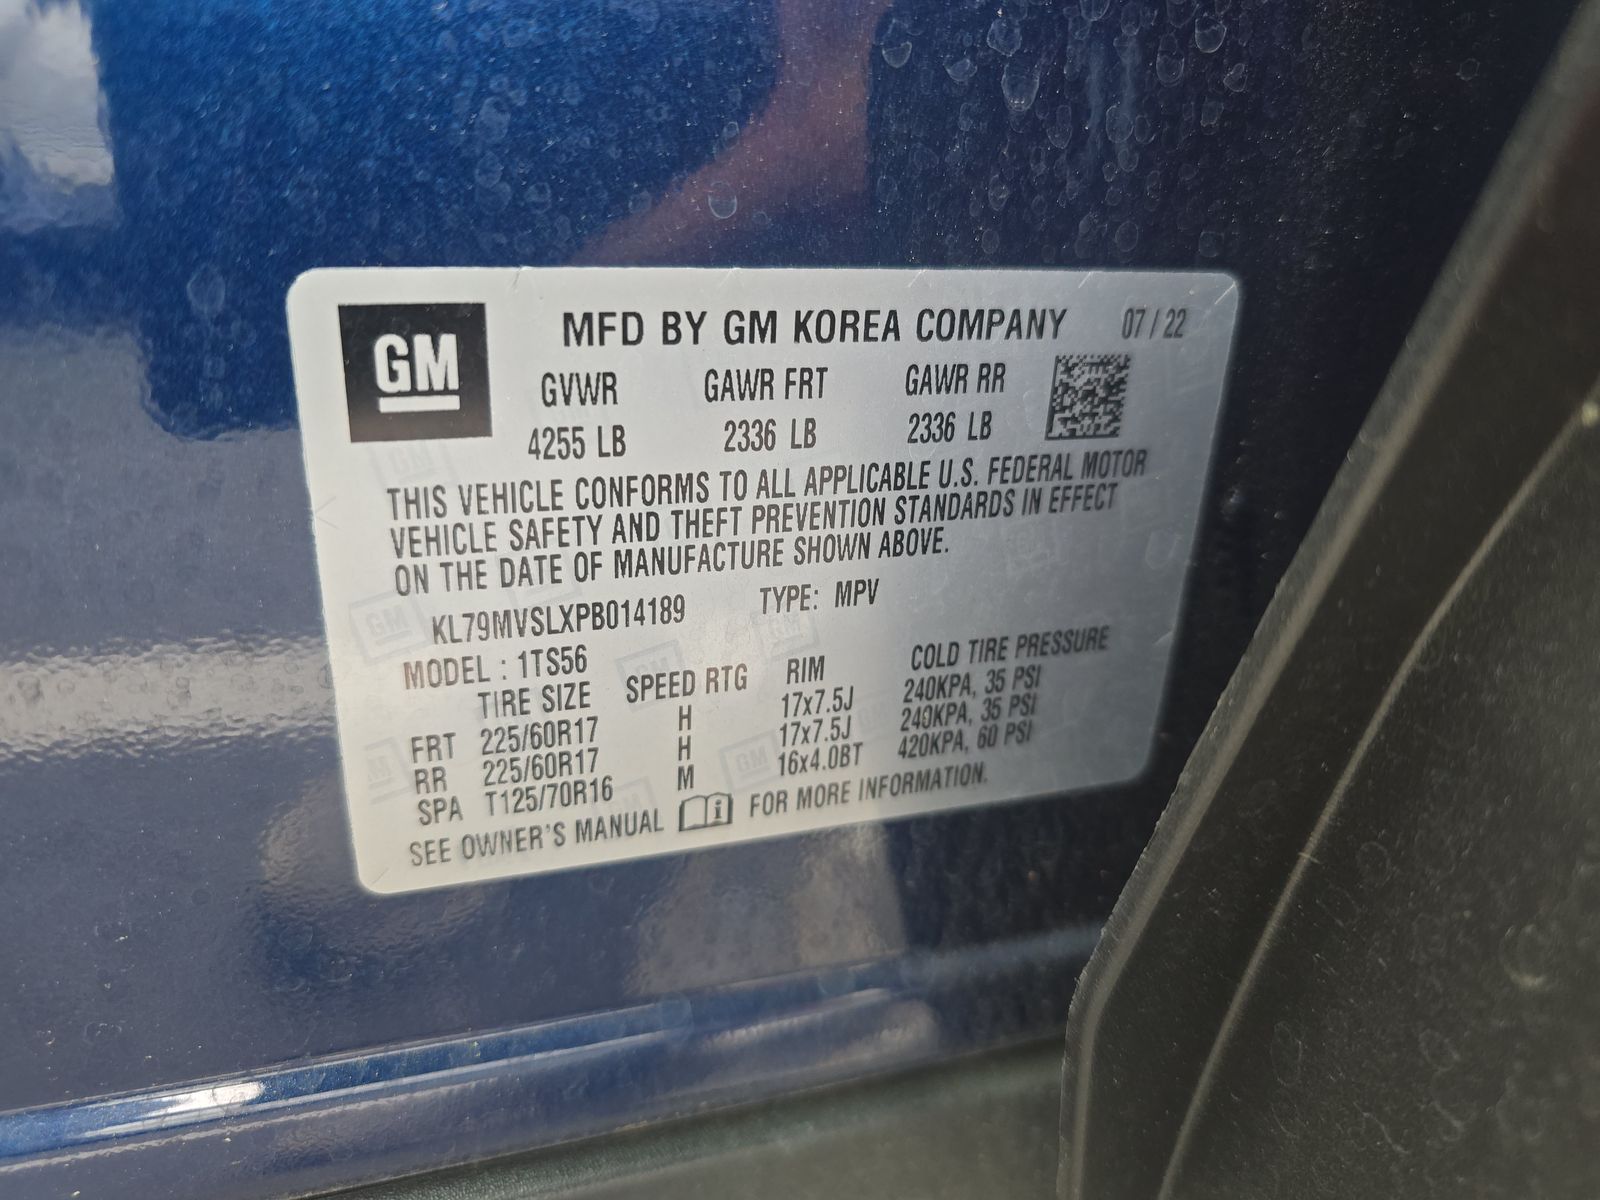 GM
MFD BY GM KOREA COMPANY 07/22
GVWR GAWR FRT GAWR RR
4255 LB 2336 LB 2336 LB
THIS VEHICLE CONFORMS TO ALL APPLICABLE U.S. FEDERAL MOTOR
VEHICLE SAFETY AND THEFT PREVENTION STANDARDS IN EFFECT
ON THE DATE OF MANUFACTURE SHOWN ABOVE.
KL79MVSLXPB014189 TYPE: MPV
MODEL : 1TS56
TIRE SIZE SPEED RTG RIM COLD TIRE PRESSURE
FRT 225/60R17 H 17x7.5J 240KPA, 35 PSI
RR 225/60R17 H 17x7.5J 240KPA, 35 PSI
SPA T125/70R16 M 16x4.0BT 420KPA, 60 PSI
SEE OWNER'S MANUAL FOR MORE INFORMATION.